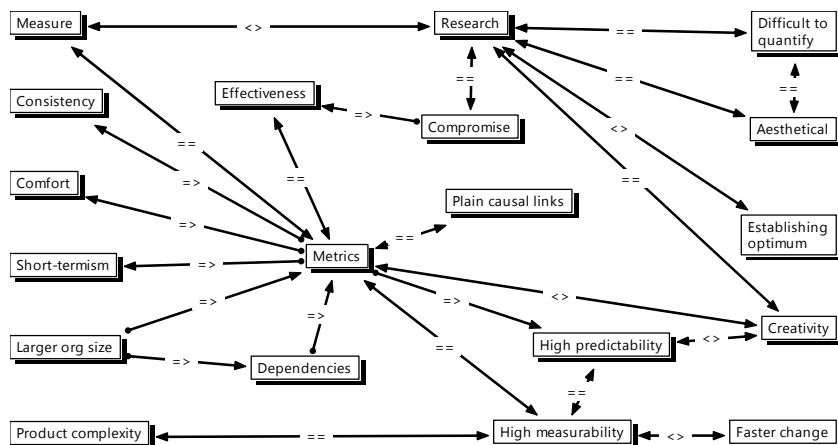 Measure
<>
Research
==
Difficult to
quantify
==
==
Effectiveness
==
Consistency
=>
Compromise
<>
Aesthetical
==
=>
==
==
Comfort
Plain causal links
=>
==
Establishing
optimum
Metrics
Short-termism
=>
=>
=>
<>
=>
Creativity
Larger org size
==
High predictability
<>
=>
Dependencies
==
Product complexity
==
High measurability
<>
Faster change